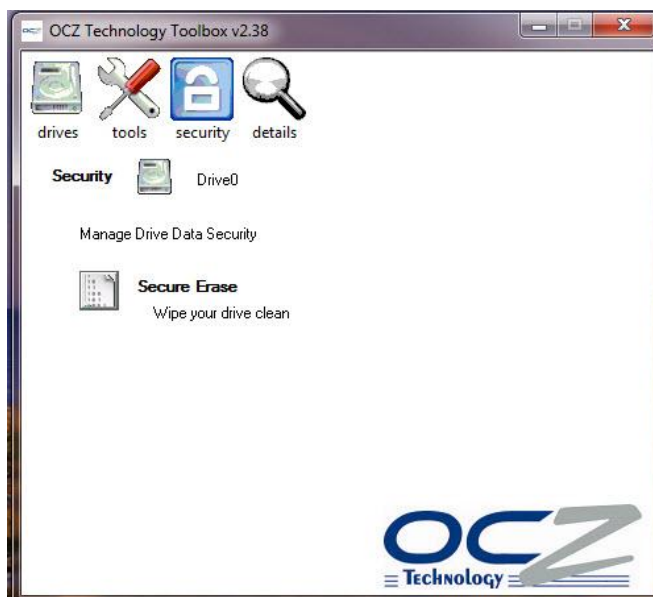 OCZ Technology Toolbox v2.38
drives tools security details
Security Drive0
Manage Drive Data Security
Secure Erase
Wipe your drive clean
OCZ
Technology